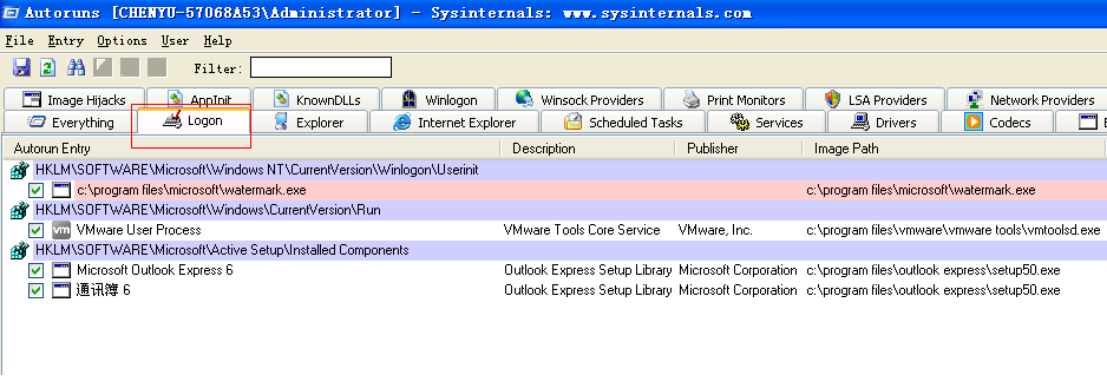 Autoruns [CHENYU-57068A53\Administrator] - Sysinternals: www.sysinternals.com
File Entry Options User Help
Filter:
Image Hijacks AppInit KnownDLLs Winlogon Winsock Providers Print Monitors LSA Providers Network Providers
Everything Logon Explorer Internet Explorer Scheduled Tasks Services Drivers Codecs
Autorun Entry Description Publisher Image Path
HKLM\SOFTWARE\Microsoft\Windows NT\CurrentVersion\Winlogon\Userinit
c:\program files\microsoft\watermark.exe c:\program files\microsoft\watermark.exe
HKLM\SOFTWARE\Microsoft\Windows\CurrentVersion\Run
vm VMware User Process VMware Tools Core Service VMware, Inc. c:\program files\vmware\vmware tools\vmtoolsd.exe
HKLM\SOFTWARE\Microsoft\Active Setup\Installed Components
Microsoft Outlook Express 6 Outlook Express Setup Library Microsoft Corporation c:\program files\outlook express\setup50.exe
通讯簿 6 Outlook Express Setup Library Microsoft Corporation c:\program files\outlook express\setup50.exe